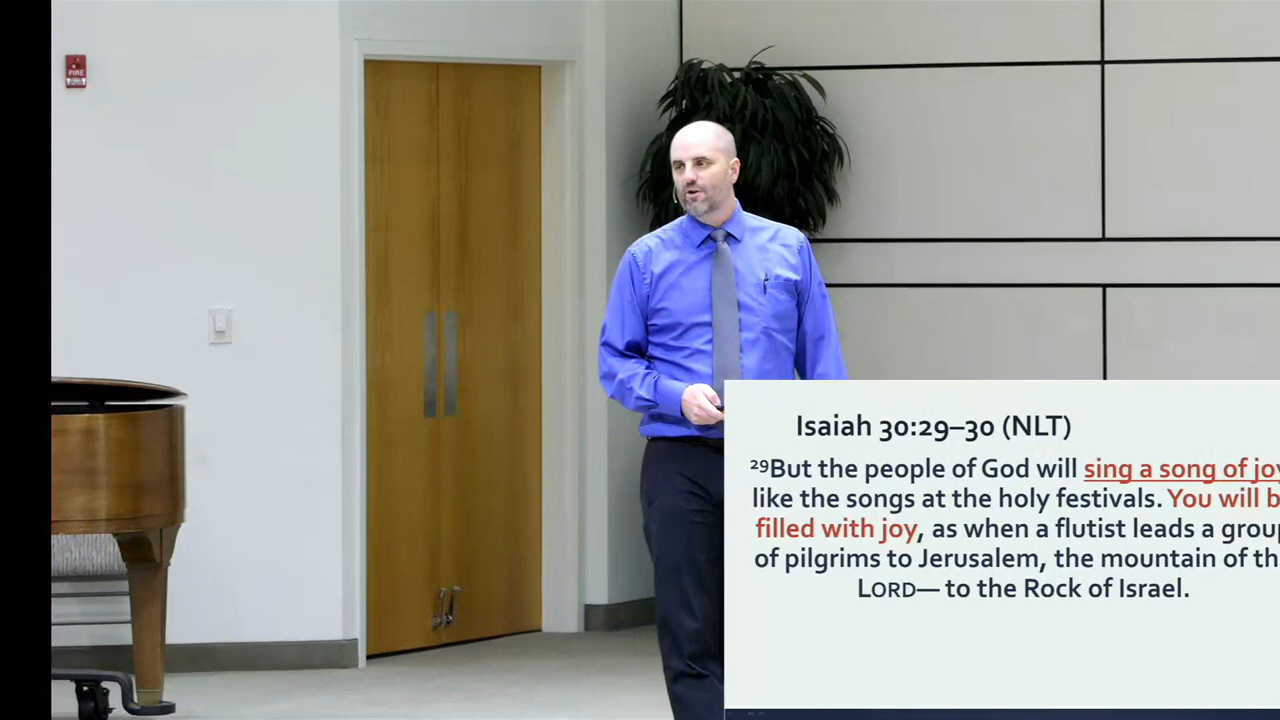 FIRE
Isaiah 30:29–30 (NLT)
²⁹But the people of God will sing a song of joy
like the songs at the holy festivals. You will b
filled with joy, as when a flutist leads a group
of pilgrims to Jerusalem, the mountain of th
LORD— to the Rock of Israel.